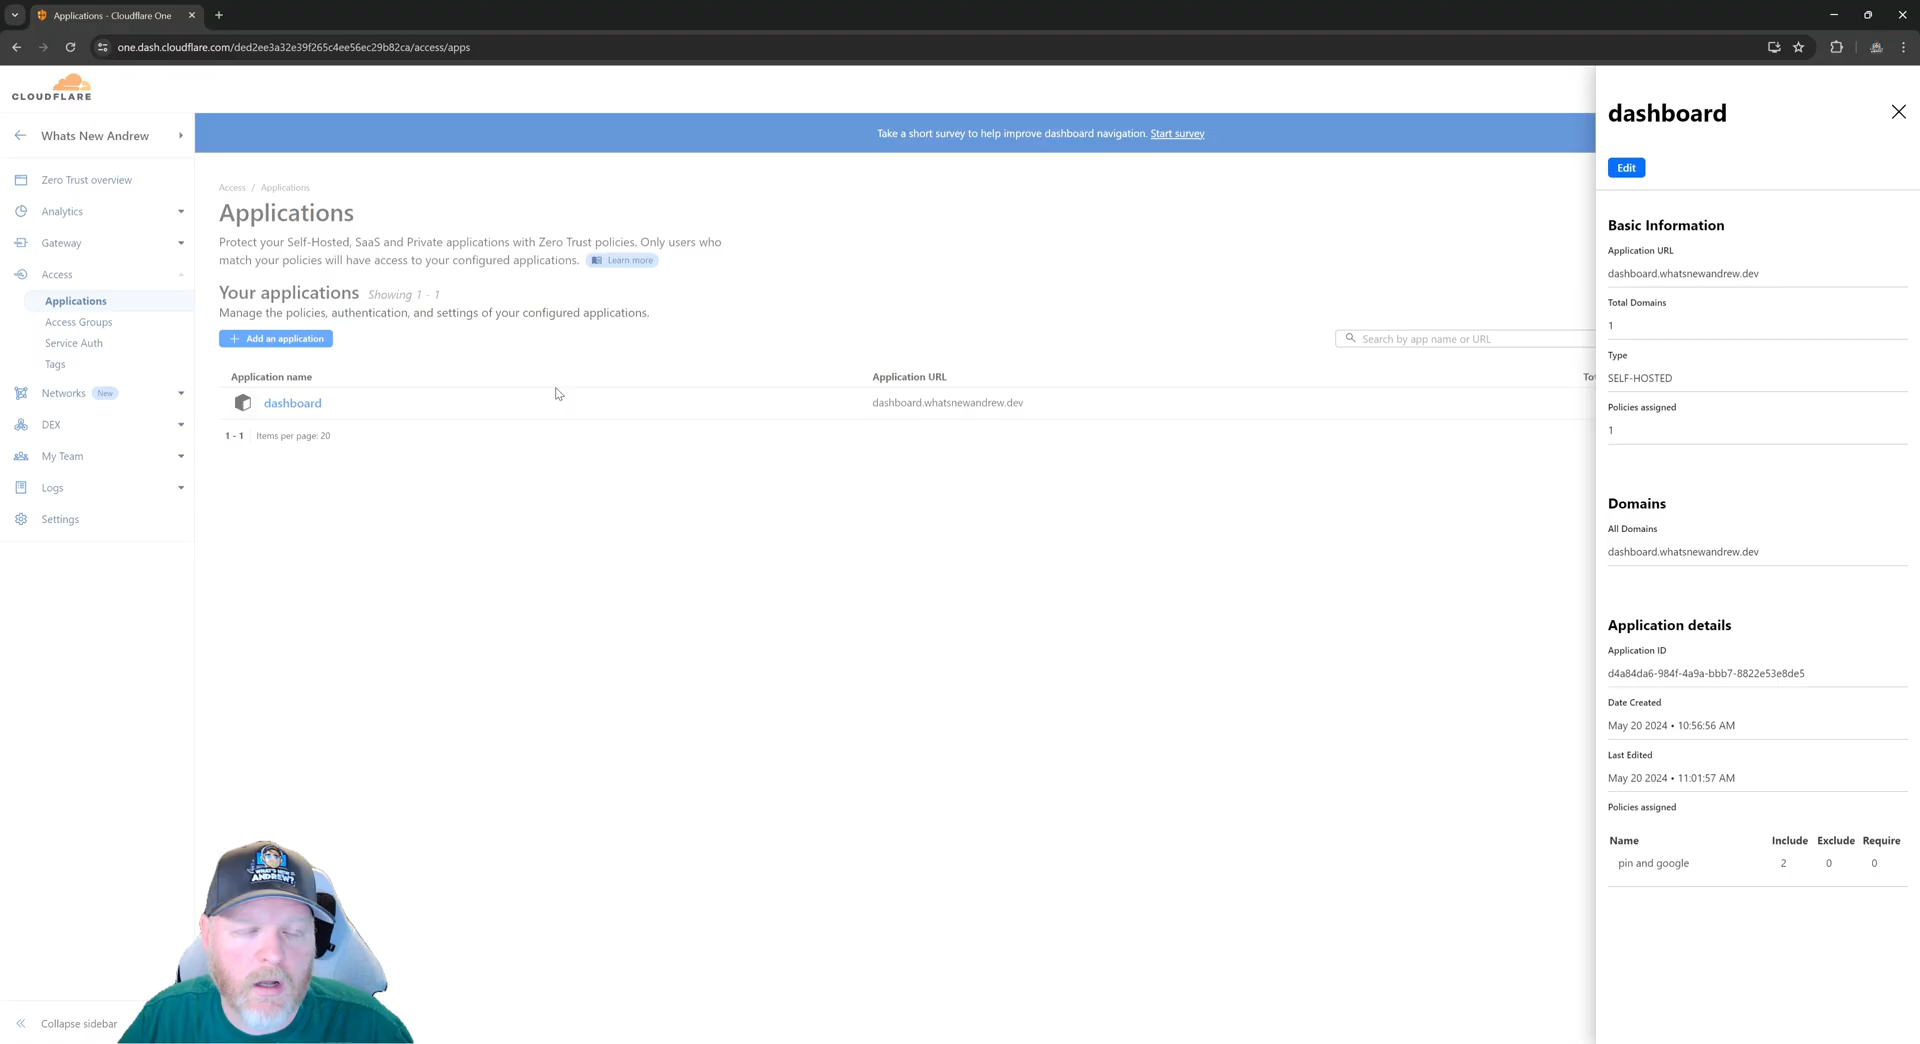 Applications - Cloudflare One
one.dash.cloudflare.com/ded2ee3a32e39f265c4ee56ec29b82ca/access/apps
CLOUDFLARE
Whats New Andrew
Zero Trust overview
Analytics
Gateway
Access
Applications
Access Groups
Service Auth
Tags
Networks New
DEX
My Team
Logs
Settings
Collapse sidebar
Take a short survey to help improve dashboard navigation. Start survey
Access / Applications
Applications
Protect your Self-Hosted, SaaS and Private applications with Zero Trust policies. Only users who
match your policies will have access to your configured applications. Learn more
Your applications Showing 1 - 1
Manage the policies, authentication, and settings of your configured applications.
+ Add an application
Search by app name or URL
Application name Application URL Tot
dashboard dashboard.whatsnewandrew.dev
1 - 1 Items per page: 20
WHAT'S NEW
ANDREW?
dashboard
Edit
Basic Information
Application URL
dashboard.whatsnewandrew.dev
Total Domains
1
Type
SELF-HOSTED
Policies assigned
1
Domains
All Domains
dashboard.whatsnewandrew.dev
Application details
Application ID
d4a84da6-984f-4a9a-bbb7-8822e53e8de5
Date Created
May 20 2024 • 10:56:56 AM
Last Edited
May 20 2024 • 11:01:57 AM
Policies assigned
Name Include Exclude Require
pin and google 2 0 0